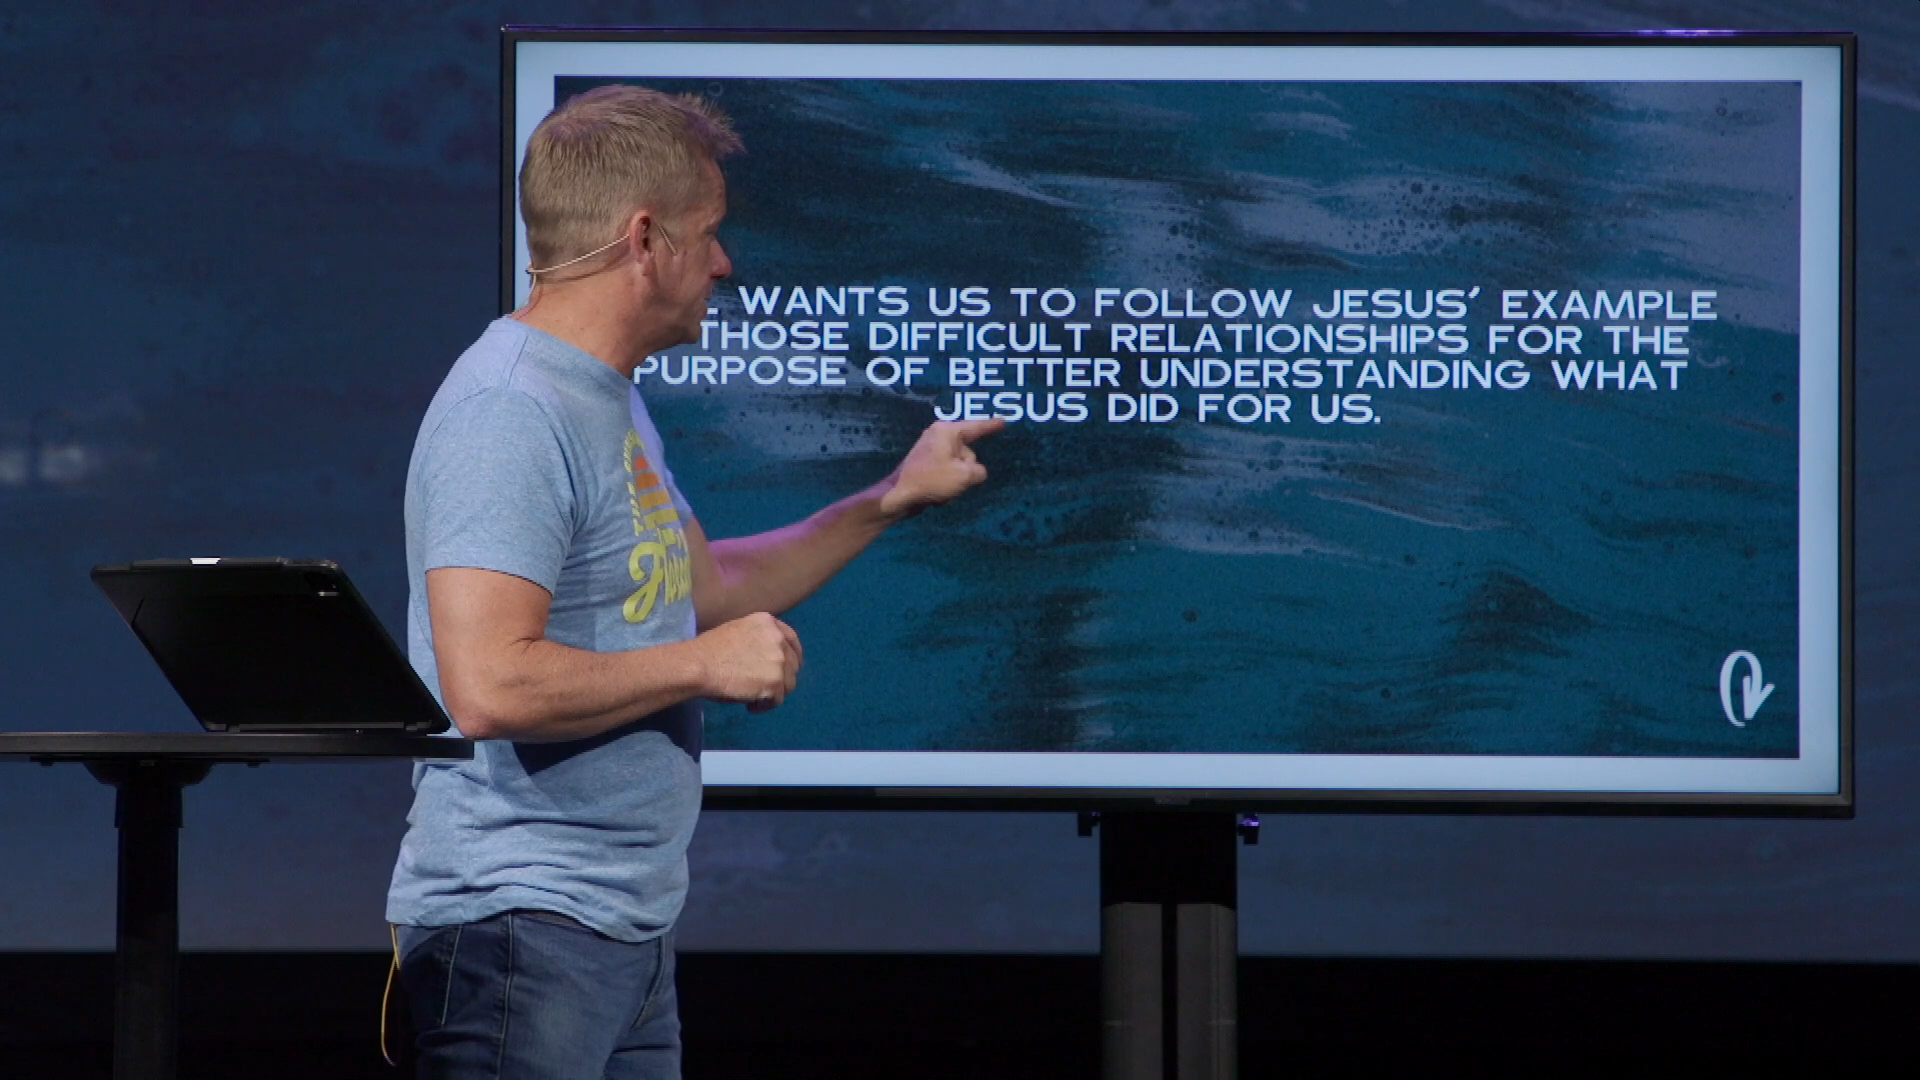 WANTS US TO FOLLOW JESUS’ EXAMPLE
THOSE DIFFICULT RELATIONSHIPS FOR THE
PURPOSE OF BETTER UNDERSTANDING WHAT
JESUS DID FOR US.